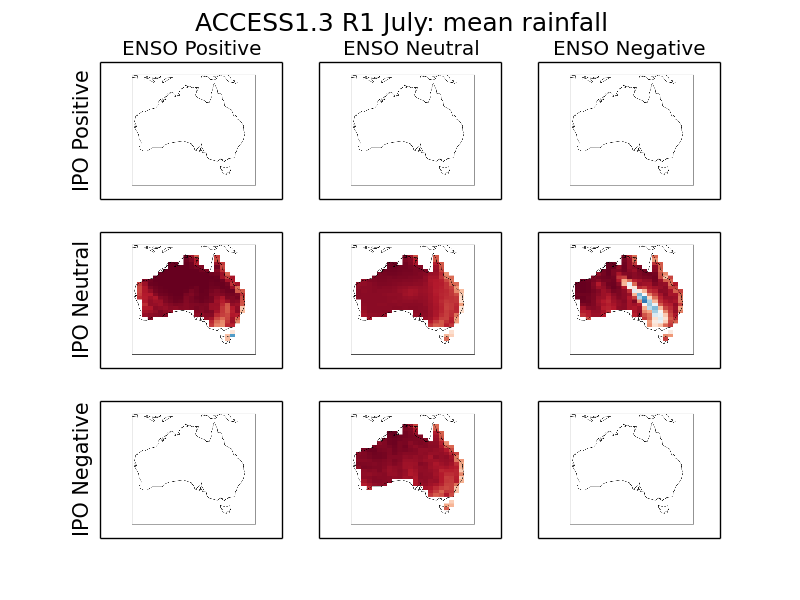 ACCESS1.3 R1 July: mean rainfall
ENSO Positive
ENSO Neutral
ENSO Negative
IPO Positive
IPO Neutral
IPO Negative